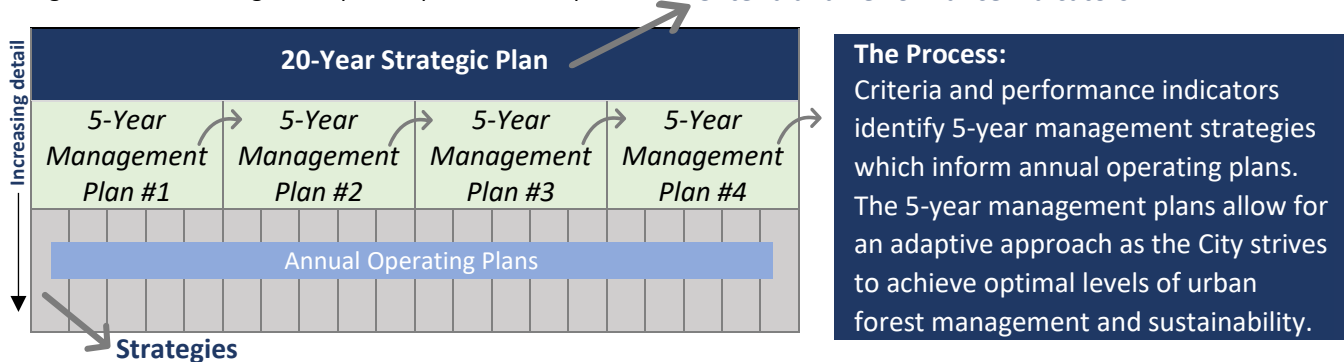 20-Year Strategic Plan
Increasing detail
5-Year
Management
Plan #1
5-Year
Management
Plan #2
5-Year
Management
Plan #3
5-Year
Management
Plan #4
Annual Operating Plans
Strategies
The Process:
Criteria and performance indicators
identify 5-year management strategies
which inform annual operating plans.
The 5-year management plans allow for
an adaptive approach as the City strives
to achieve optimal levels of urban
forest management and sustainability.